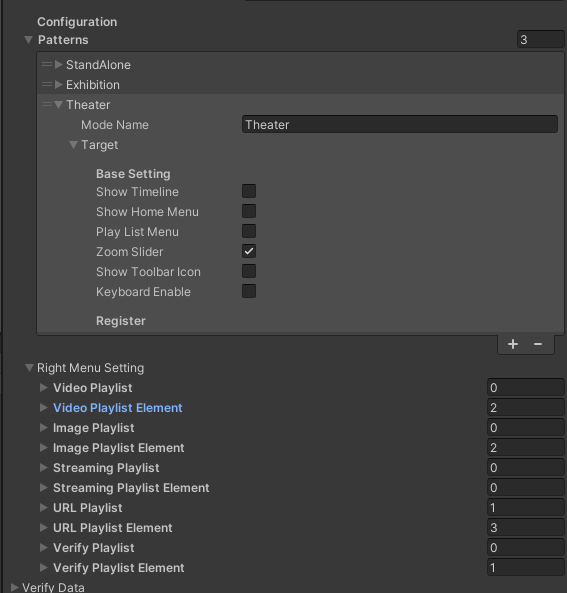 Configuration
Patterns 3
StandAlone
Exhibition
Theater
Mode Name Theater
Target
Base Setting
Show Timeline
Show Home Menu
Play List Menu
Zoom Slider
Show Toolbar Icon
Keyboard Enable
Register
+ −
Right Menu Setting
Video Playlist 0
Video Playlist Element 2
Image Playlist 0
Image Playlist Element 2
Streaming Playlist 0
Streaming Playlist Element 0
URL Playlist 1
URL Playlist Element 3
Verify Playlist 0
Verify Playlist Element 1
Verify Data